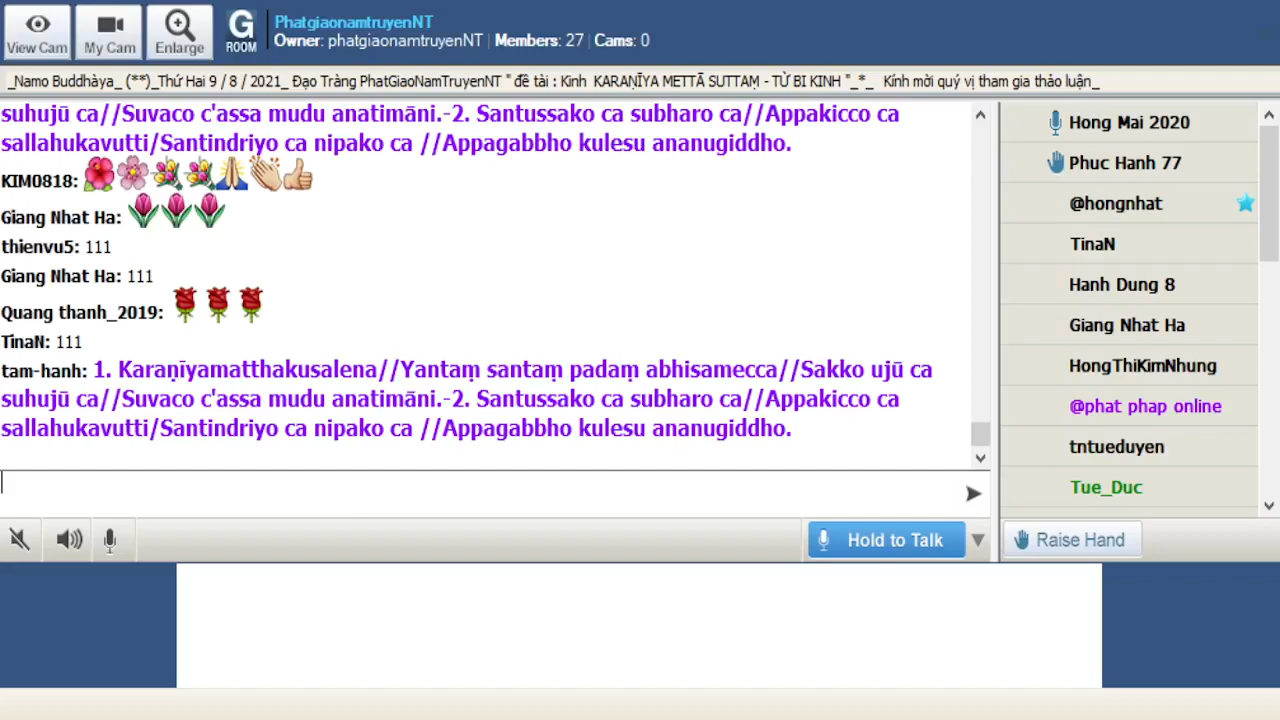 View Cam
My Cam
Enlarge
G
ROOM
PhatgiaonamtruyenNT
Owner: phatgiaonamtruyenNT | Members: 27 | Cams: 0
_Namo Buddhàya_ (**)_Thứ Hai 9 / 8 / 2021_ Đạo Tràng PhatGiaoNamTruyenNT " đề tài : Kinh KARAṆĪYA METTĀ SUTTAṂ - TỪ BI KINH "_*_ Kính mời quý vị tham gia thảo luận_
suhujū ca//Suvaco c'assa mudu anatimāni.-2. Santussako ca subharo ca//Appakicco ca
sallahukavutti/Santindriyo ca nipako ca //Appagabbho kulesu ananugiddho.
KIM0818:
Giang Nhat Ha:
thienvu5: 111
Giang Nhat Ha: 111
Quang thanh_2019:
TinaN: 111
tam-hanh: 1. Karaṇīyamatthakusalena//Yantaṃ santaṃ padaṃ abhisamecca//Sakko ujū ca
suhujū ca//Suvaco c'assa mudu anatimāni.-2. Santussako ca subharo ca//Appakicco ca
sallahukavutti/Santindriyo ca nipako ca //Appagabbho kulesu ananugiddho.
Hong Mai 2020
Phuc Hanh 77
@hongnhat
TinaN
Hanh Dung 8
Giang Nhat Ha
HongThiKimNhung
@phat phap online
tntueduyen
Tue_Duc
Hold to Talk
Raise Hand